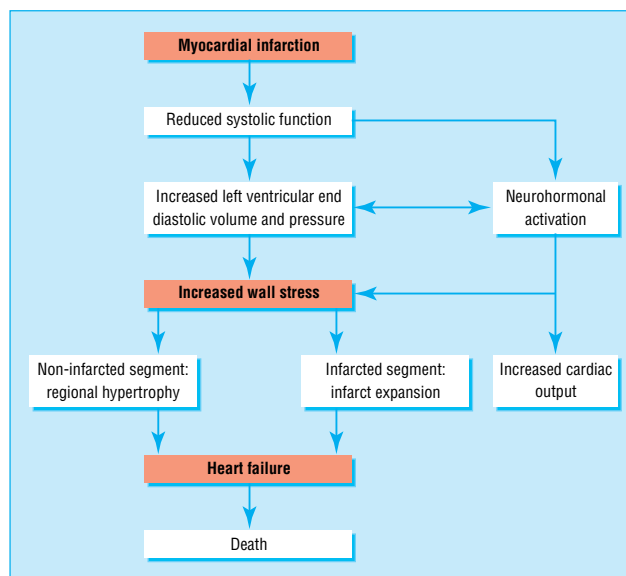 Myocardial infarction
Reduced systolic function
Increased left ventricular end
diastolic volume and pressure
Neurohormonal
activation
Increased wall stress
Non-infarcted segment:
regional hypertrophy
Infarcted segment:
infarct expansion
Increased cardiac
output
Heart failure
Death